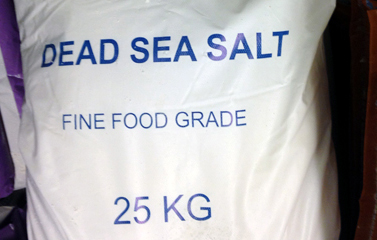 DEAD SEA SALT
FINE FOOD GRADE
25 KG